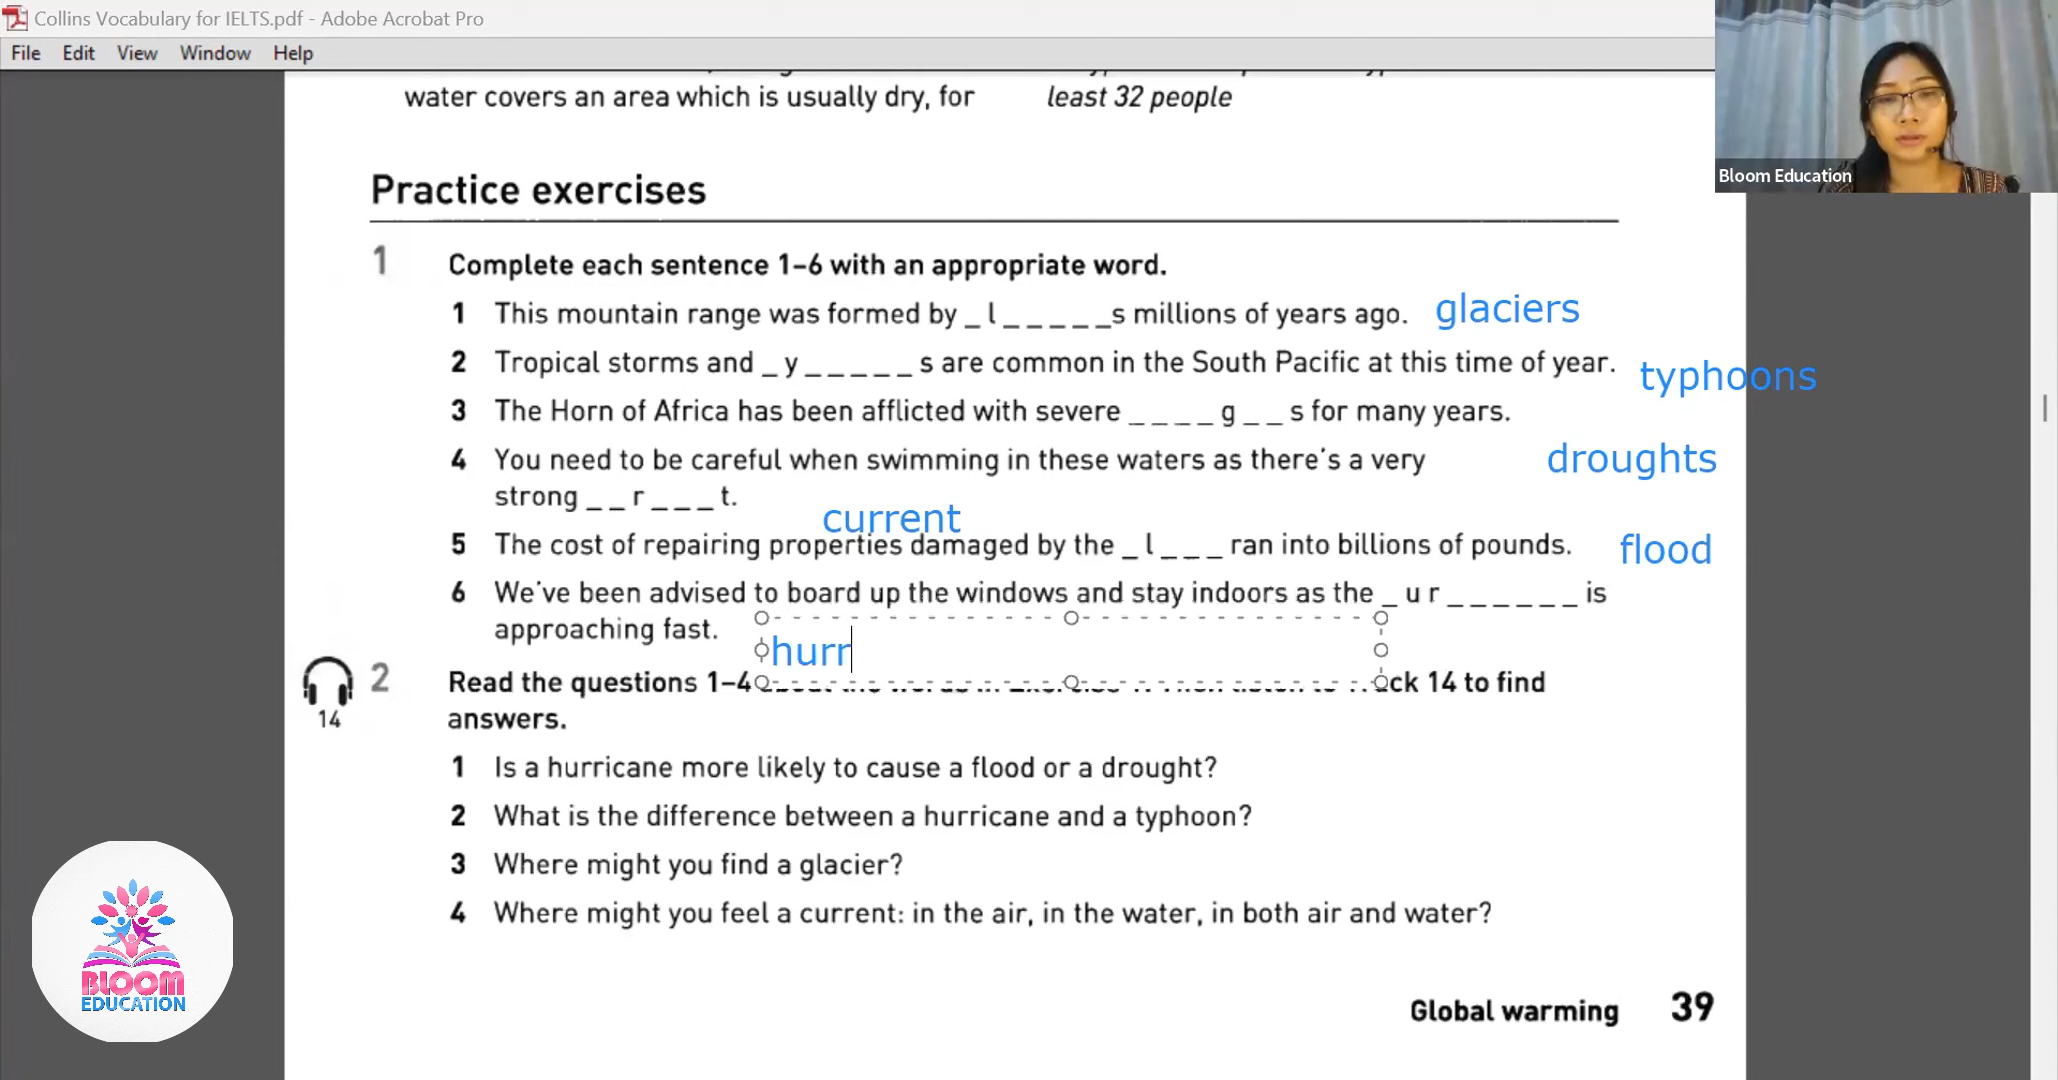 Collins Vocabulary for IELTS.pdf - Adobe Acrobat Pro
File Edit View Window Help
water covers an area which is usually dry, for
least 32 people
Practice exercises
1 Complete each sentence 1–6 with an appropriate word.
1 This mountain range was formed by _ l _ _ _ _ _s millions of years ago. glaciers
2 Tropical storms and _ y _ _ _ _ _ s are common in the South Pacific at this time of year. typhoons
3 The Horn of Africa has been afflicted with severe _ _ _ _ g _ _ s for many years.
droughts
4 You need to be careful when swimming in these waters as there's a very
strong _ _ r _ _ _ t.
current
5 The cost of repairing properties damaged by the _ l _ _ _ ran into billions of pounds. flood
6 We've been advised to board up the windows and stay indoors as the _ u r _ _ _ _ _ _ is
approaching fast.
hurr
14
2 Read the questions 1–4 ck 14 to find
answers.
1 Is a hurricane more likely to cause a flood or a drought?
2 What is the difference between a hurricane and a typhoon?
3 Where might you find a glacier?
4 Where might you feel a current: in the air, in the water, in both air and water?
Global warming 39
Bloom Education
BLOOM
EDUCATION